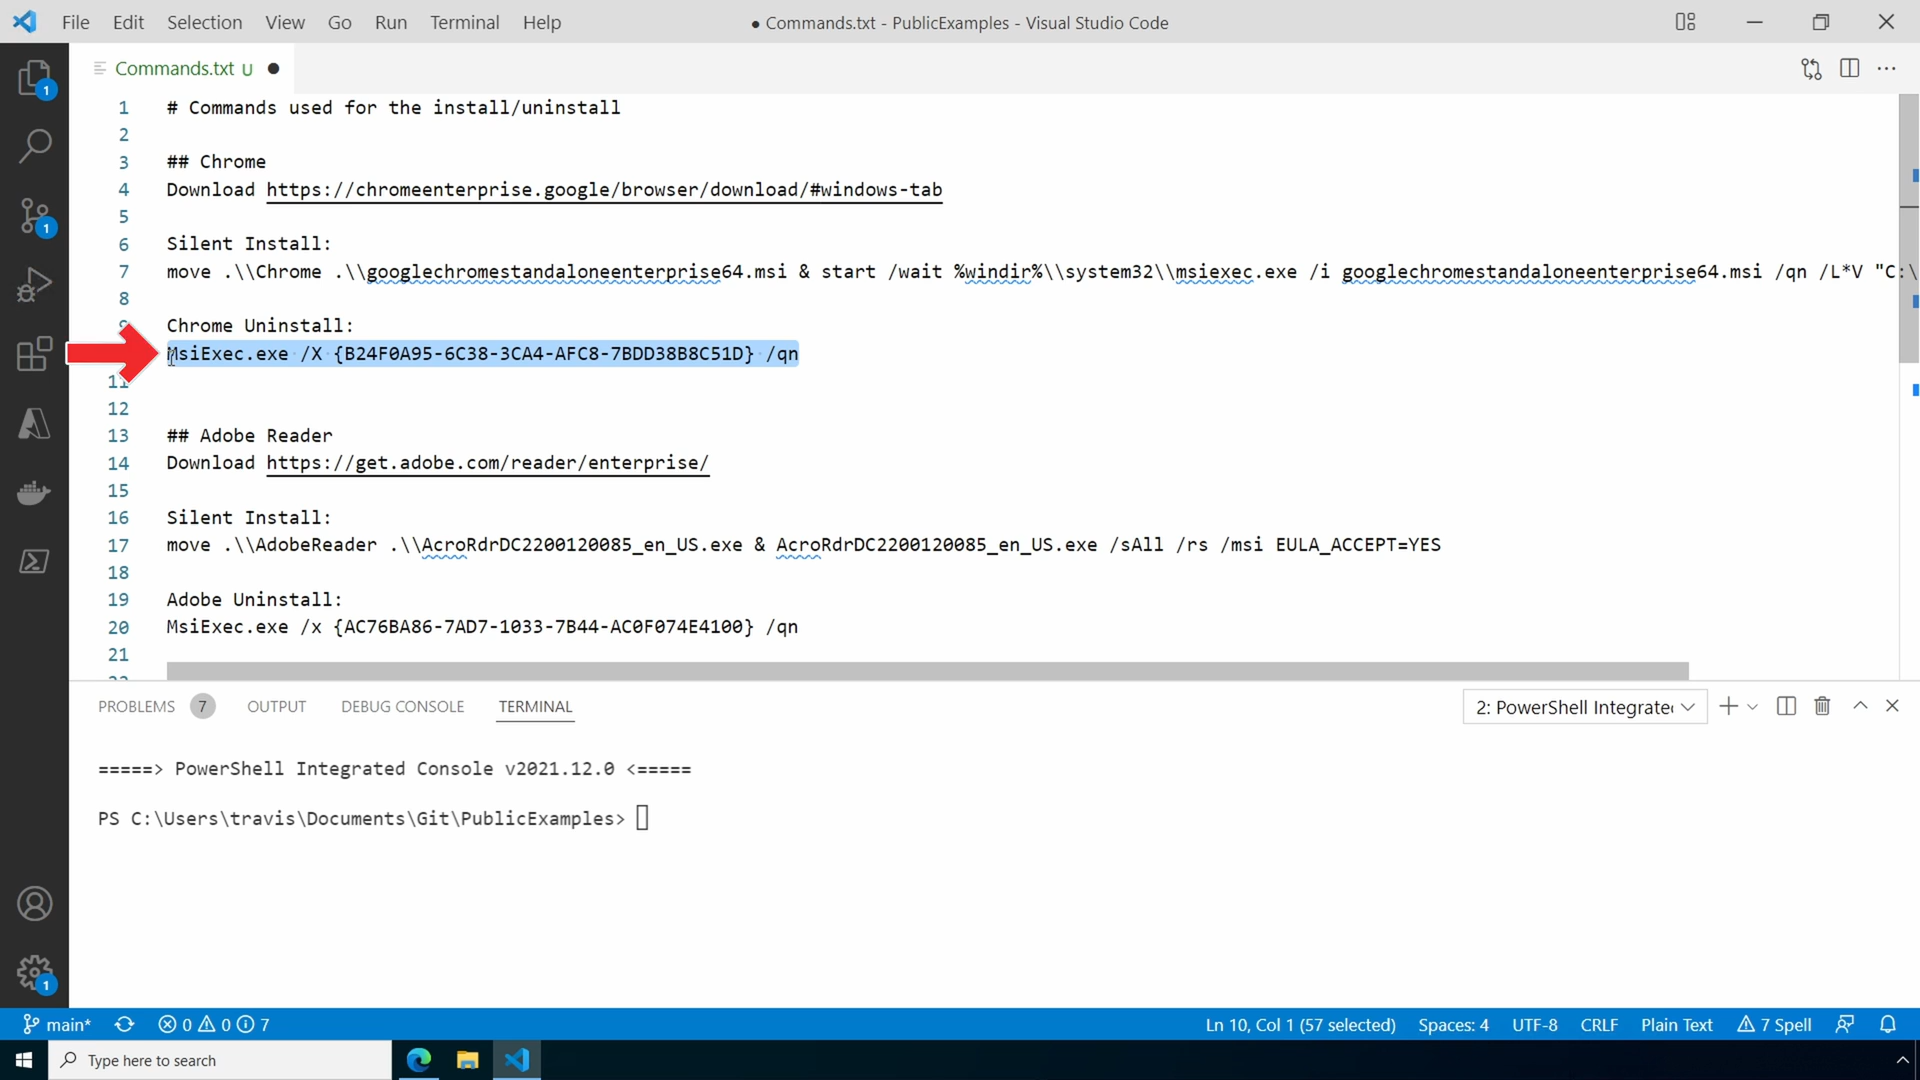 File Edit Selection View Go Run Terminal Help
● Commands.txt - PublicExamples - Visual Studio Code
Commands.txt U
1 # Commands used for the install/uninstall
2
3 ## Chrome
4 Download https://chromeenterprise.google/browser/download/#windows-tab
5
6 Silent Install:
7 move .\\Chrome .\\googlechromestandaloneenterprise64.msi & start /wait %windir%\\system32\\msiexec.exe /i googlechromestandaloneenterprise64.msi /qn /L*V "C:\
8
9 Chrome Uninstall:
MsiExec.exe /X {B24F0A95-6C38-3CA4-AFC8-7BDD38B8C51D} /qn
11
12
13 ## Adobe Reader
14 Download https://get.adobe.com/reader/enterprise/
15
16 Silent Install:
17 move .\\AdobeReader .\\AcroRdrDC2200120085_en_US.exe & AcroRdrDC2200120085_en_US.exe /sAll /rs /msi EULA_ACCEPT=YES
18
19 Adobe Uninstall:
20 MsiExec.exe /x {AC76BA86-7AD7-1033-7B44-AC0F074E4100} /qn
21
PROBLEMS 7 OUTPUT DEBUG CONSOLE TERMINAL
2: PowerShell Integrated
=====> PowerShell Integrated Console v2021.12.0 <=====
PS C:\Users\travis\Documents\Git\PublicExamples>
1
1
1
main* 0 0 7
Ln 10, Col 1 (57 selected) Spaces: 4 UTF-8 CRLF Plain Text 7 Spell
Type here to search